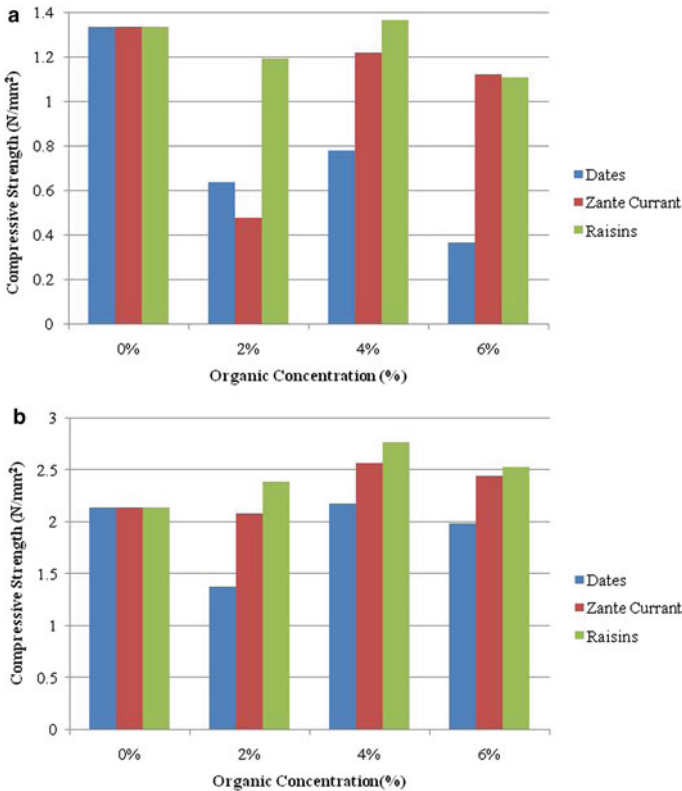 a
Compressive Strength (N/mm²)
1.4
1.2
1
0.8
0.6
0.4
0.2
0
0%
2%
4%
6%
Organic Concentration (%)
Dates
Zante Currant
Raisins
b
Compressive Strength (N/mm²)
3
2.5
2
1.5
1
0.5
0
0%
2%
4%
6%
Organic Concentration(%)
Dates
Zante Currant
Raisins